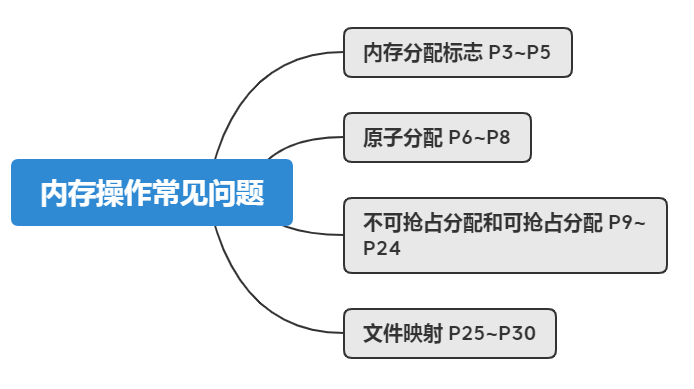 内存分配标志 P3~P5
原子分配 P6~P8
内存操作常见问题
不可抢占分配和可抢占分配 P9~
P24
文件映射 P25~P30